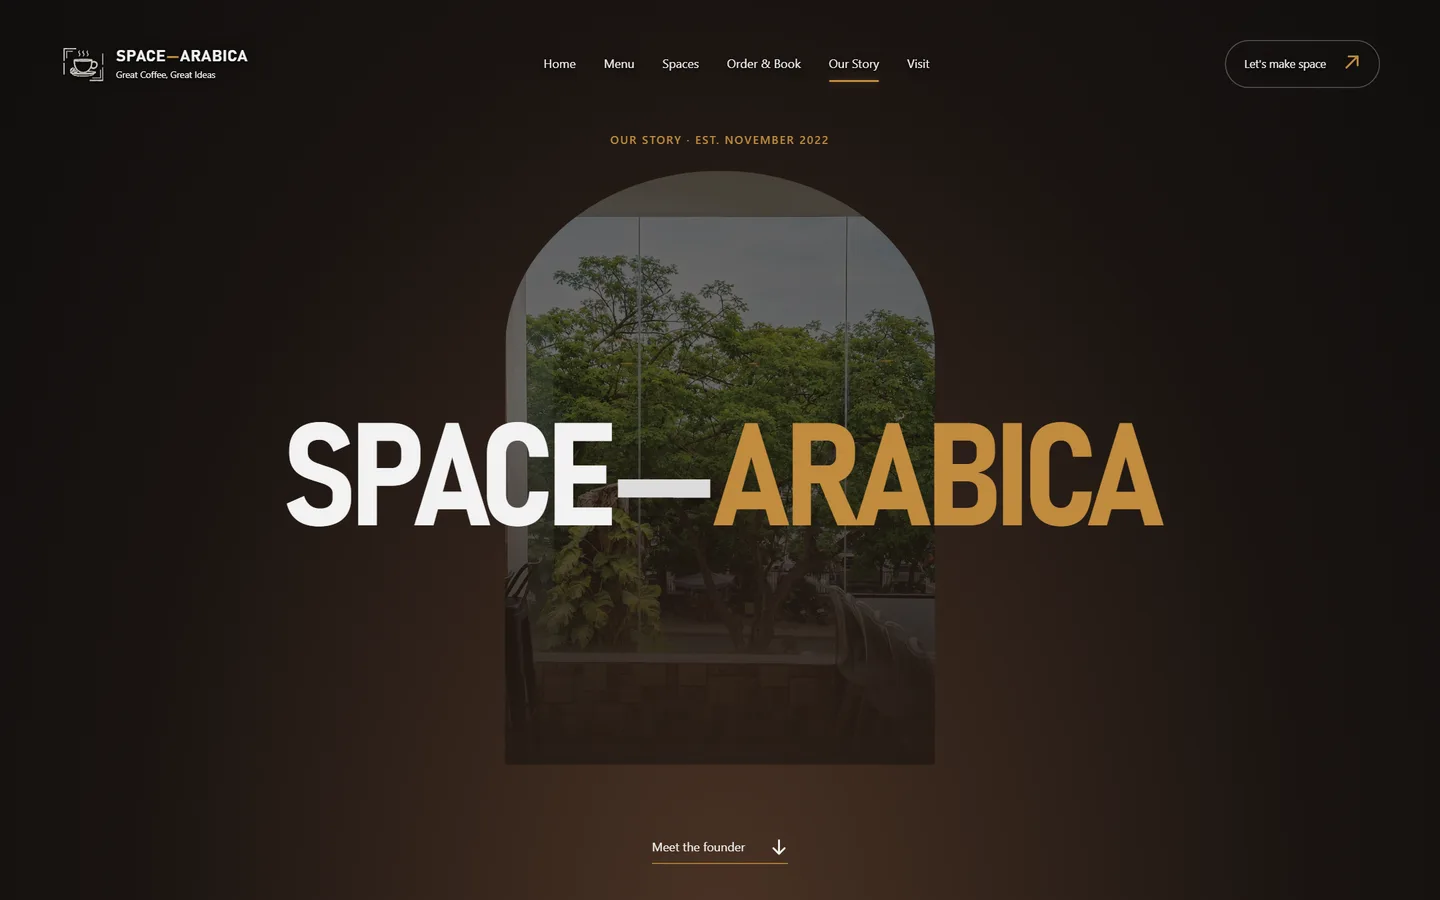 SPACE—ARABICA
Great Coffee, Great Ideas
Home
Menu
Spaces
Order & Book
Our Story
Visit
Let's make space
OUR STORY · EST. NOVEMBER 2022
SPACE—ARABICA
Meet the founder